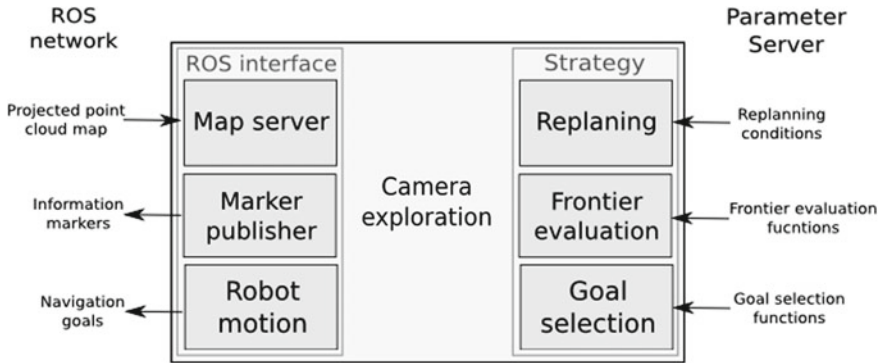 ROS
network
Parameter
Server
ROS interface
Strategy
Projected point
cloud map
Map server
Replaning
Replanning
conditions
Camera
exploration
Information
markers
Marker
publisher
Frontier
evaluation
Frontier evaluation
fucntions
Navigation
goals
Robot
motion
Goal
selection
Goal selection
functions